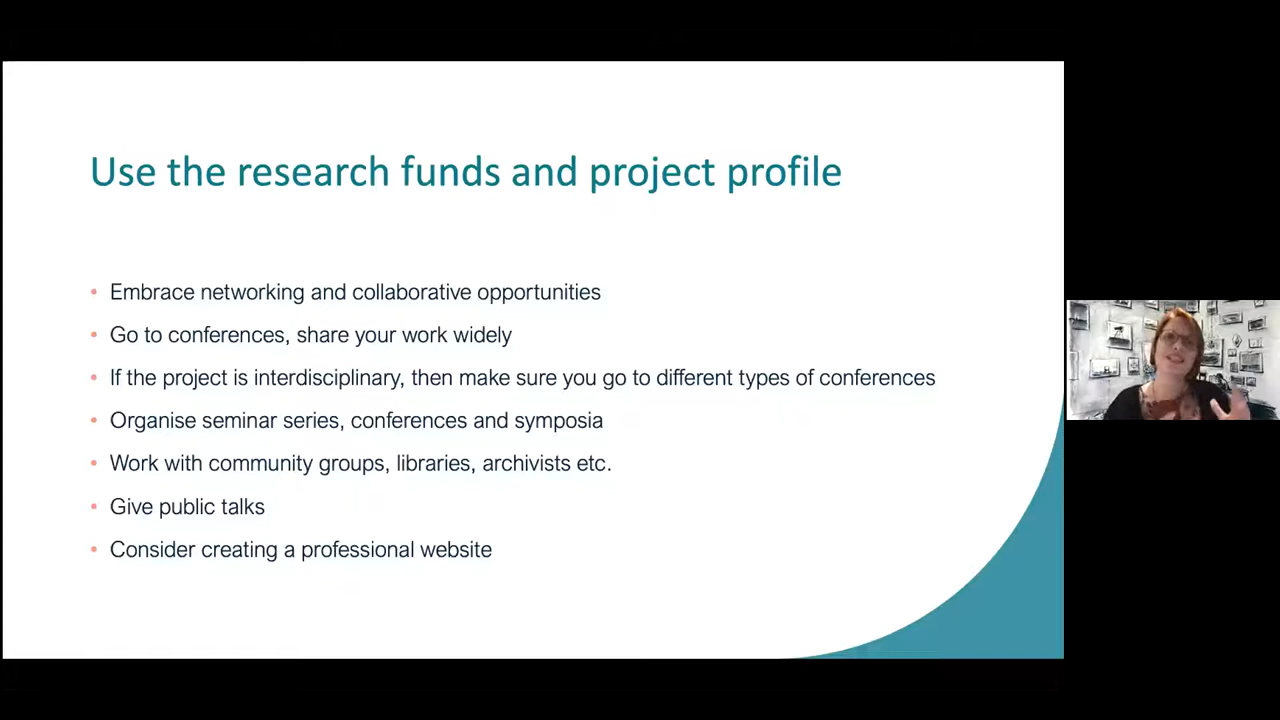 Use the research funds and project profile
• Embrace networking and collaborative opportunities
• Go to conferences, share your work widely
• If the project is interdisciplinary, then make sure you go to different types of conferences
• Organise seminar series, conferences and symposia
• Work with community groups, libraries, archivists etc.
• Give public talks
• Consider creating a professional website